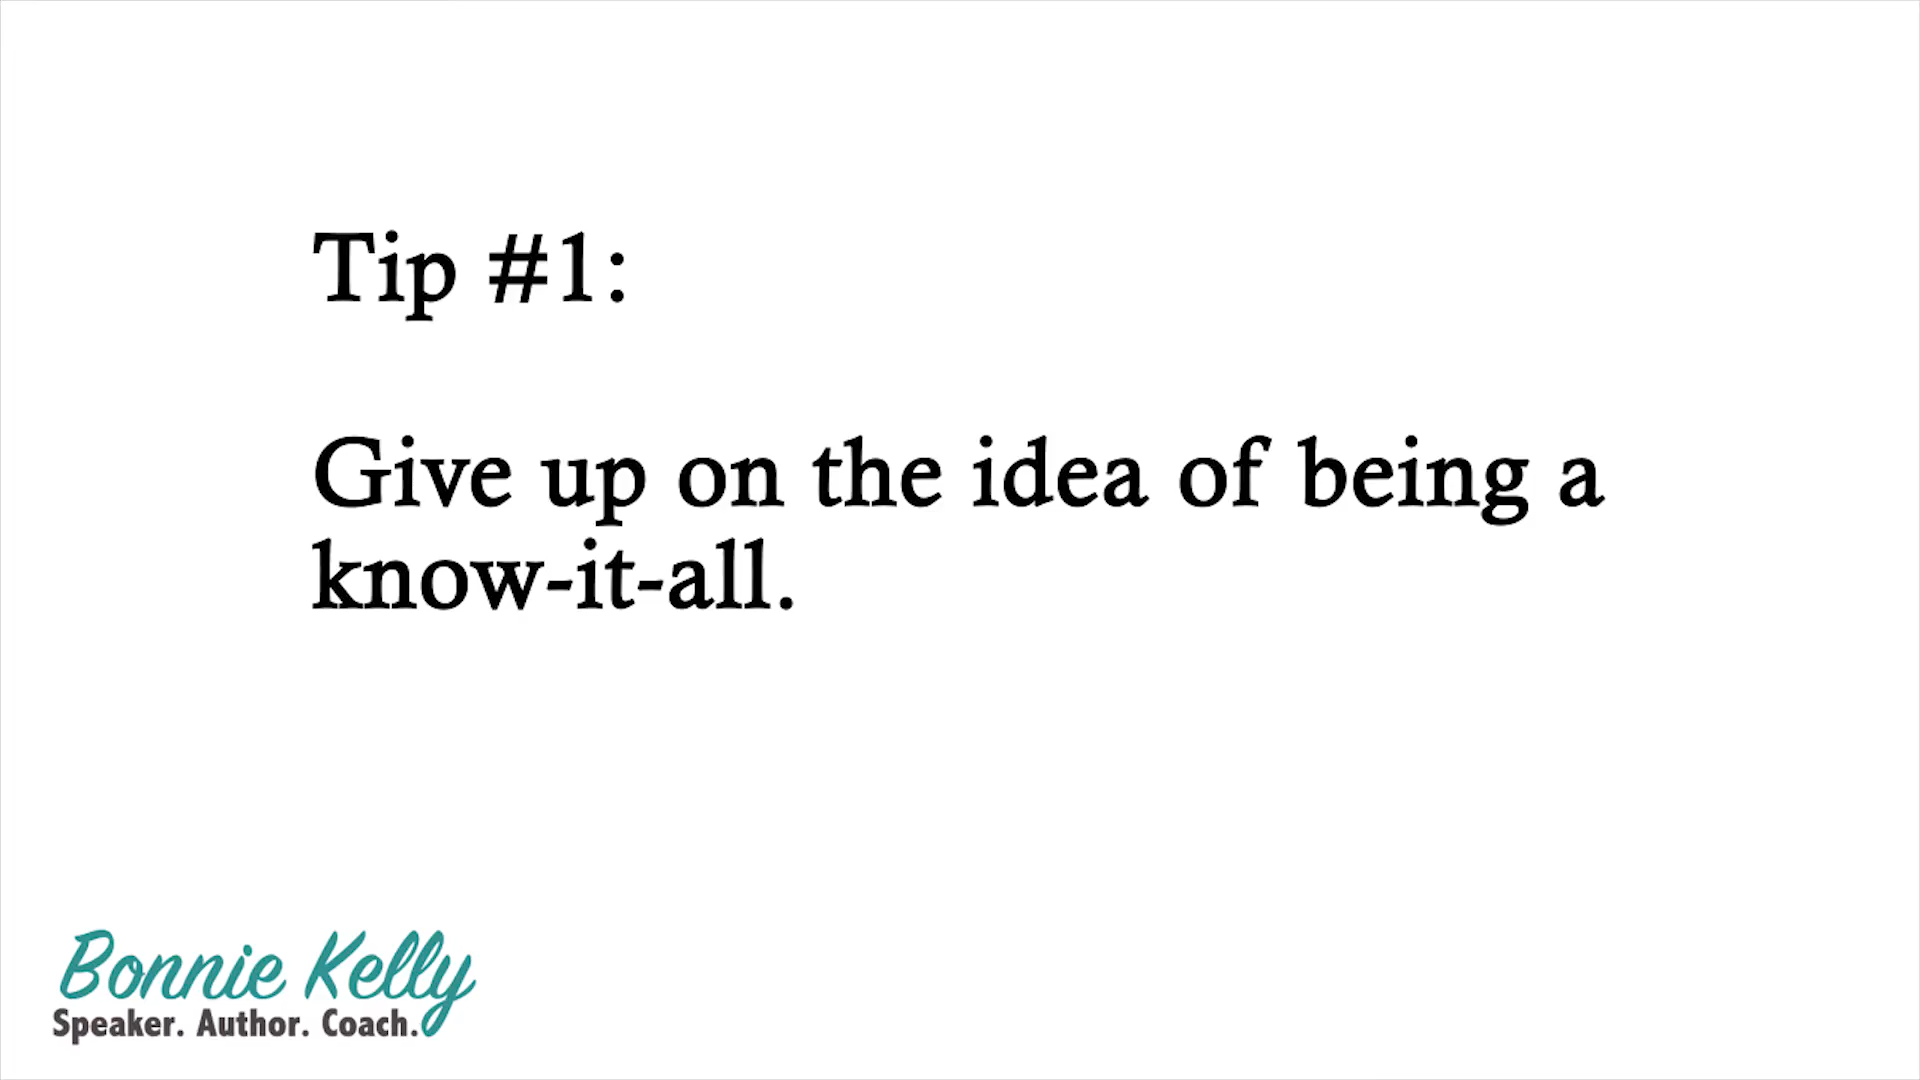 Tip #1:
Give up on the idea of being a
know-it-all.
Bonnie Kelly
Speaker. Author. Coach.